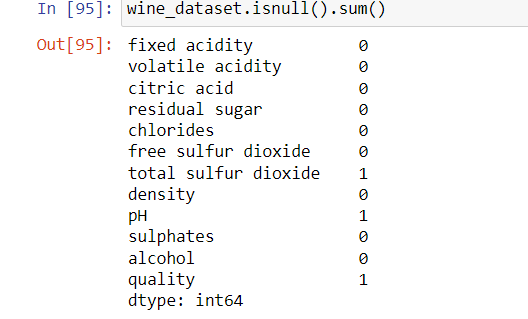 In [95]: wine_dataset.isnull().sum()
Out[95]: fixed acidity 0
volatile acidity 0
citric acid 0
residual sugar 0
chlorides 0
free sulfur dioxide 0
total sulfur dioxide 1
density 0
pH 1
sulphates 0
alcohol 0
quality 1
dtype: int64